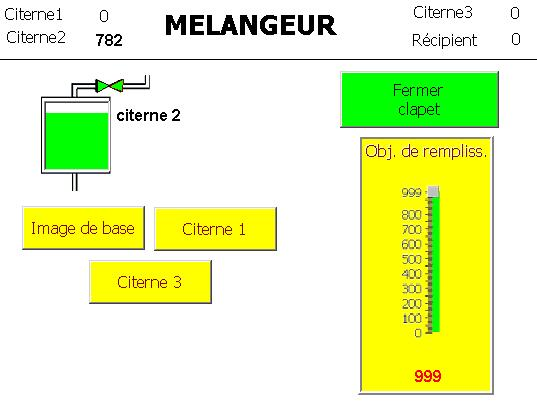 Citerne1 0
MELANGEUR
Citerne3 0
Citerne2 782
Récipient 0
citerne 2
Fermer
clapet
Obj. de rempliss.
999
800
700
600
500
400
300
200
100
0
999
Image de base
Citerne 1
Citerne 3